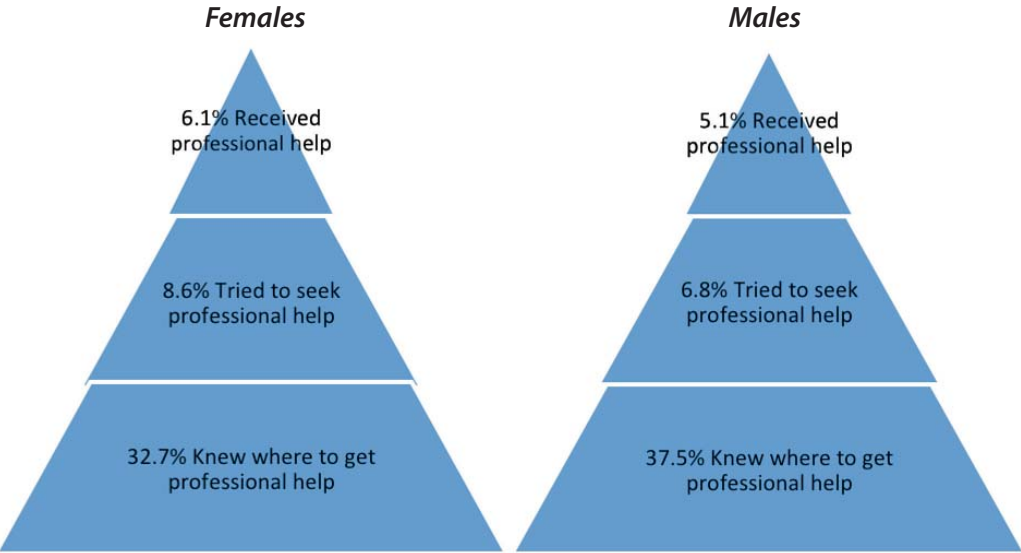 Females
6.1% Received
professional help
8.6% Tried to seek
professional help
32.7% Knew where to get
professional help
Males
5.1% Received
professional help
6.8% Tried to seek
professional help
37.5% Knew where to get
professional help